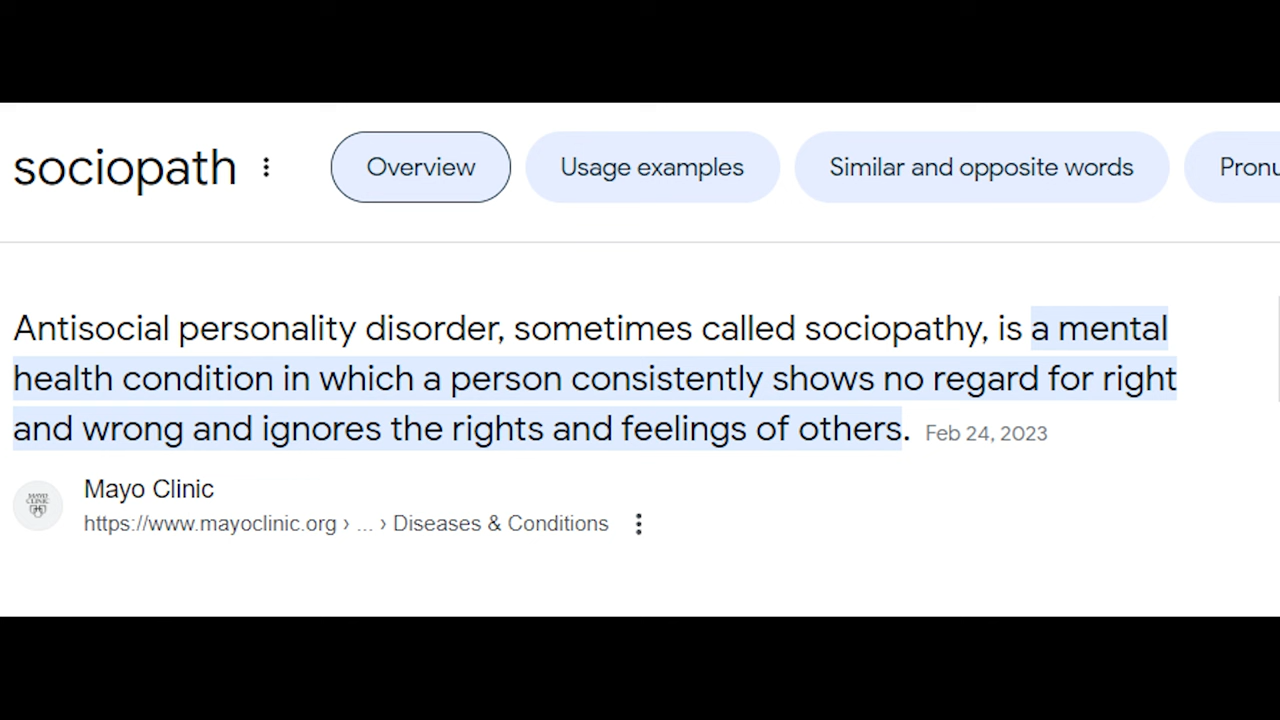 sociopath
Overview
Usage examples
Similar and opposite words
Antisocial personality disorder, sometimes called sociopathy, is a mental
health condition in which a person consistently shows no regard for right
and wrong and ignores the rights and feelings of others. Feb 24, 2023
MAYO
CLINIC
Mayo Clinic
https://www.mayoclinic.org › ... › Diseases & Conditions